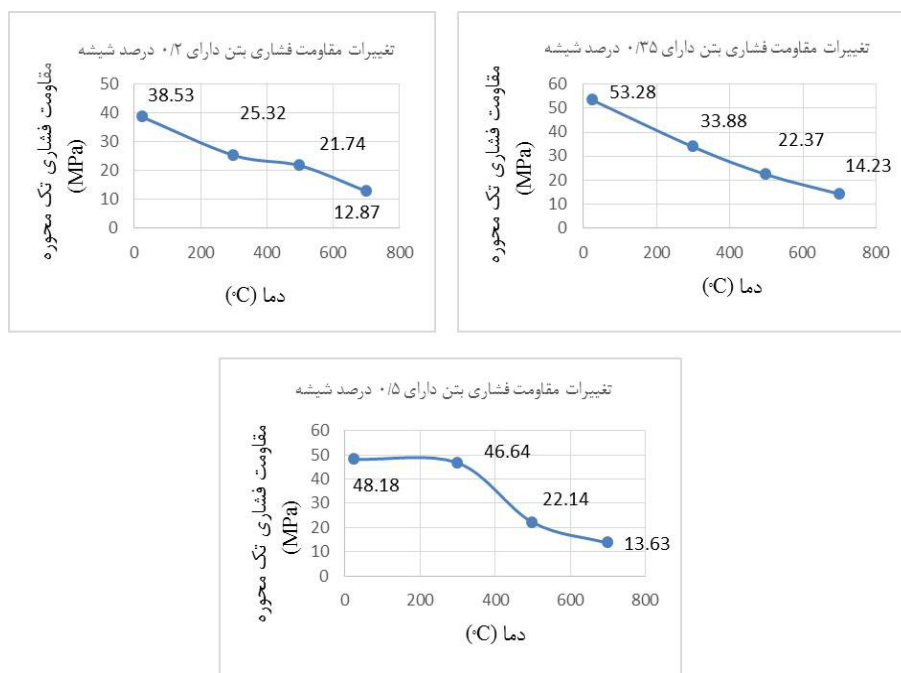 تغییرات مقاومت فشاری بتن دارای ۰/۲ درصد شیشه
مقاومت فشاری تک محوره
(MPa)
50
40
30
20
10
0
38.53
25.32
21.74
12.87
0 200 400 600 800
دما (°C)
تغییرات مقاومت فشاری بتن دارای ۰/۳۵ درصد شیشه
مقاومت فشاری تک محوره
(MPa)
60
50
40
30
20
10
0
53.28
33.88
22.37
14.23
0 200 400 600 800
دما (°C)
تغییرات مقاومت فشاری بتن دارای ۰/۵ درصد شیشه
مقاومت فشاری تک محوره
(MPa)
60
50
40
30
20
10
0
48.18
46.64
22.14
13.63
0 200 400 600 800
دما (°C)